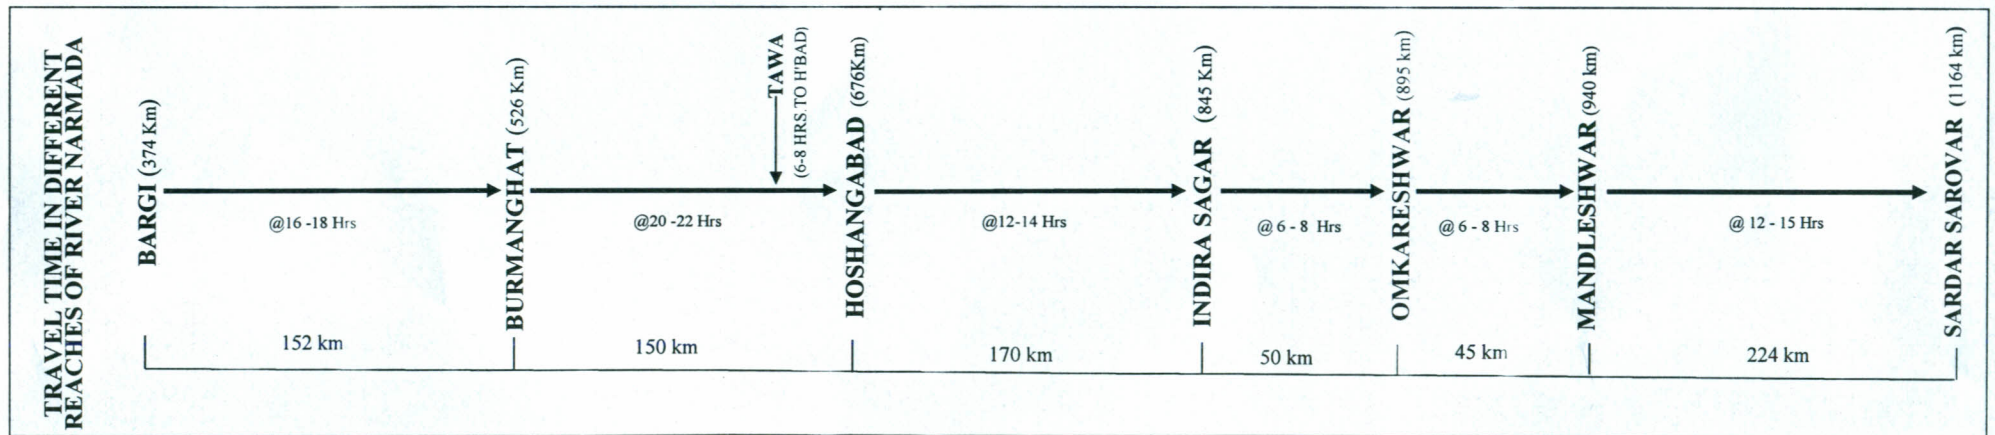 TRAVEL TIME IN DIFFERENT
REACHES OF RIVER NARMADA
BARGI (374 Km)
@16 -18 Hrs
BURMANGHAT (526 Km)
@20 -22 Hrs
TAWA
(6-8 HRS.TO H'BAD)
HOSHANGABAD (676Km)
@12-14 Hrs
INDIRA SAGAR (845 Km)
@ 6 - 8 Hrs
OMKARESHWAR (895 km)
@ 6 - 8 Hrs
MANDLESHWAR (940 km)
@ 12 - 15 Hrs
SARDAR SAROVAR (1164 km)
152 km
150 km
170 km
50 km
45 km
224 km